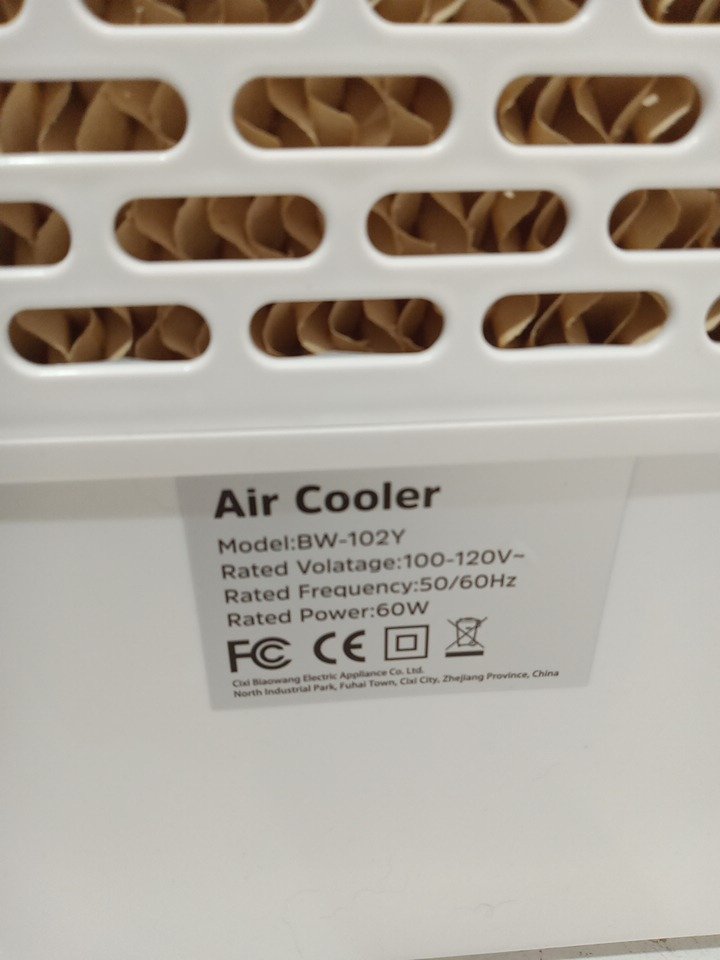 Air Cooler
Model:BW-102Y
Rated Volatage:100-120V~
Rated Frequency:50/60Hz
Rated Power:60W
FC CE
Cixi Biaowang Electric Appliance Co. Ltd.
North Industrial Park, Fuhai Town, Cixi City, Zhejiang Province, China